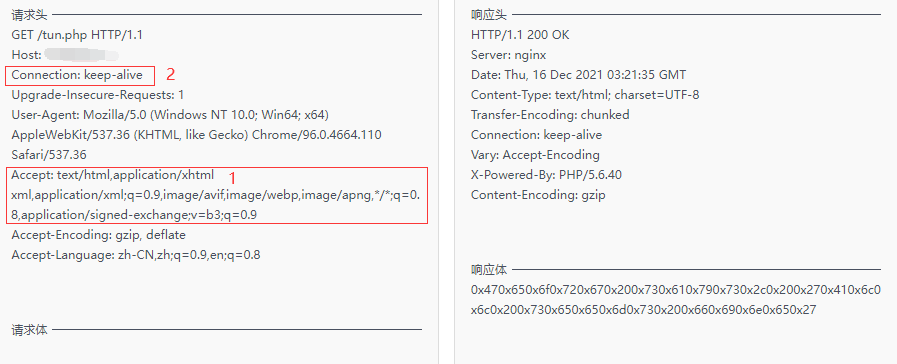 请求头
GET /tun.php HTTP/1.1
Host:
Connection: keep-alive
2
Upgrade-Insecure-Requests: 1
User-Agent: Mozilla/5.0 (Windows NT 10.0; Win64; x64)
AppleWebKit/537.36 (KHTML, like Gecko) Chrome/96.0.4664.110
Safari/537.36
Accept: text/html,application/xhtml
1
xml,application/xml;q=0.9,image/avif,image/webp,image/apng,*/*;q=0.
8,application/signed-exchange;v=b3;q=0.9
Accept-Encoding: gzip, deflate
Accept-Language: zh-CN,zh;q=0.9,en;q=0.8
请求体
响应头
HTTP/1.1 200 OK
Server: nginx
Date: Thu, 16 Dec 2021 03:21:35 GMT
Content-Type: text/html; charset=UTF-8
Transfer-Encoding: chunked
Connection: keep-alive
Vary: Accept-Encoding
X-Powered-By: PHP/5.6.40
Content-Encoding: gzip
响应体
0x470x650x6f0x720x670x200x730x610x790x730x2c0x200x270x410x6c0
x6c0x200x730x650x650x6d0x730x200x660x690x6e0x650x27